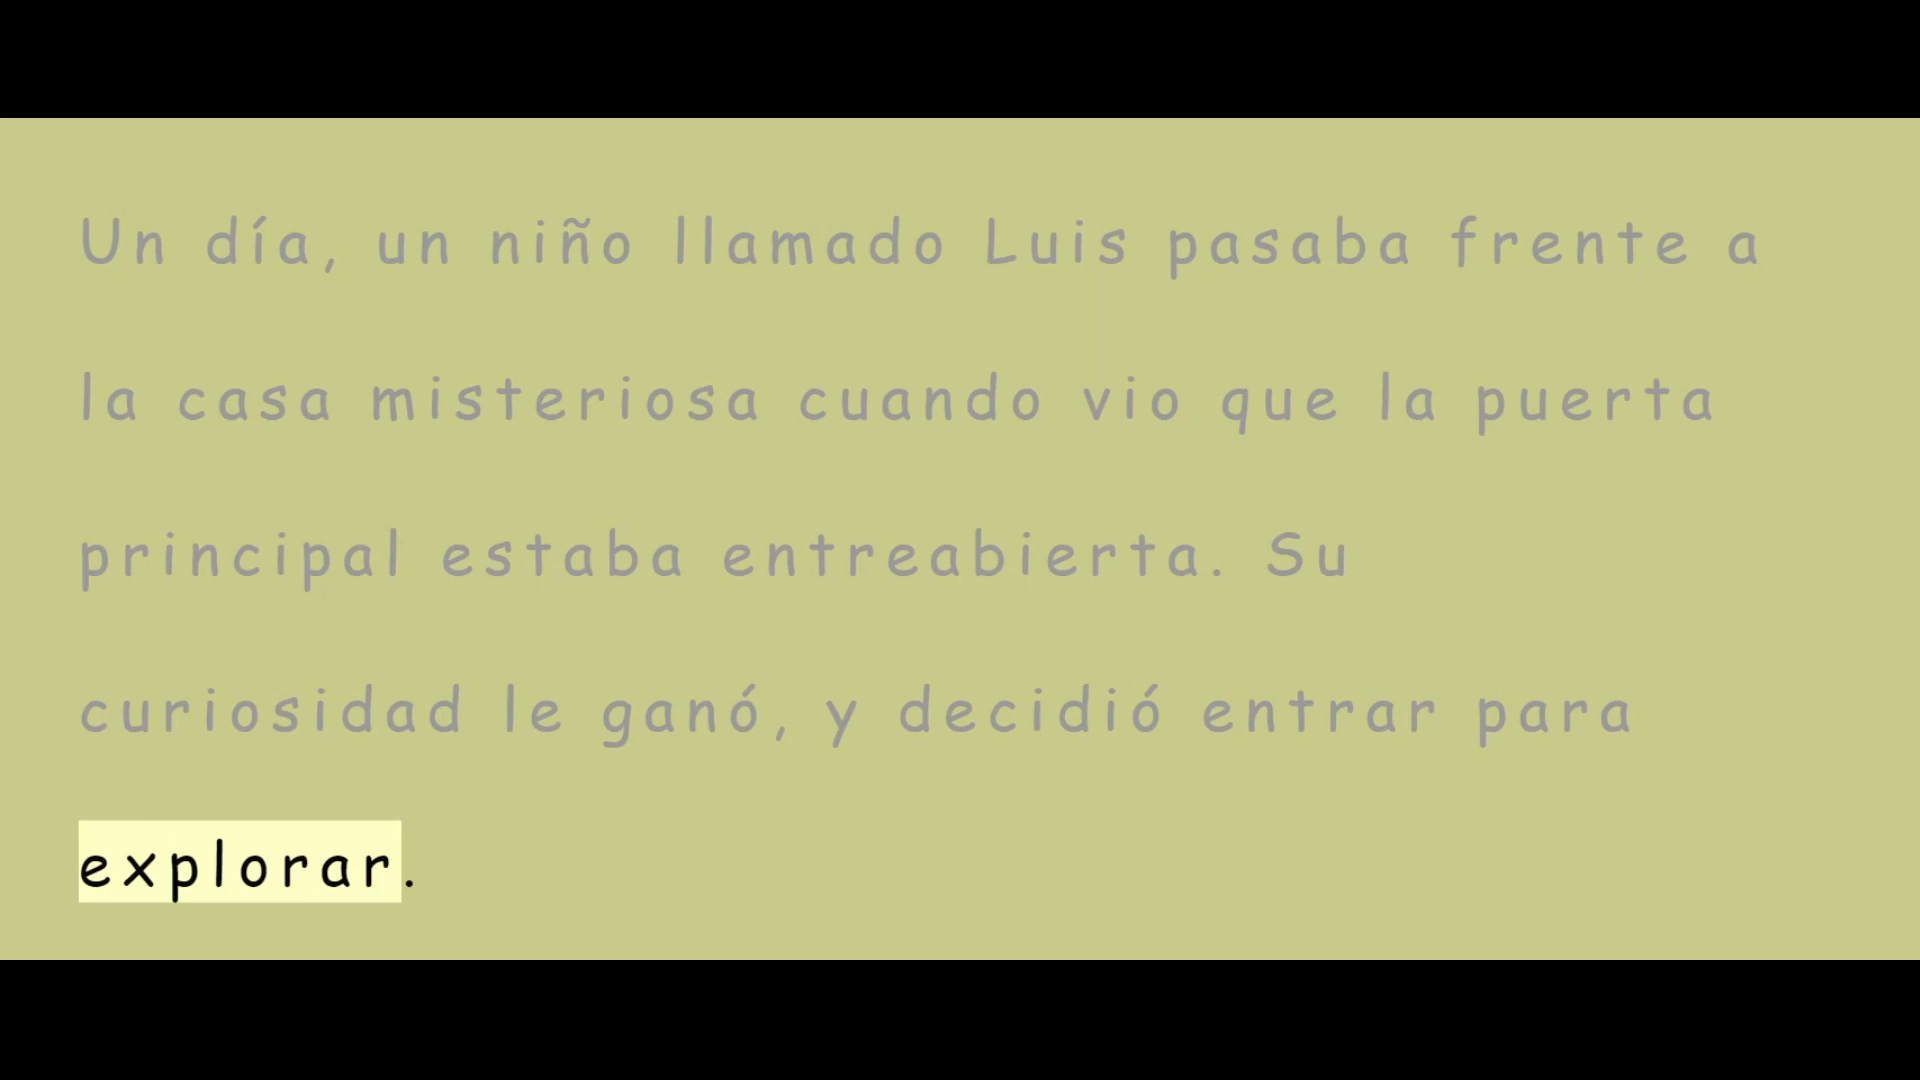 Un día, un niño llamado Luis pasaba frente a
la casa misteriosa cuando vio que la puerta
principal estaba entreabierta. Su
curiosidad le ganó, y decidió entrar para
explorar.